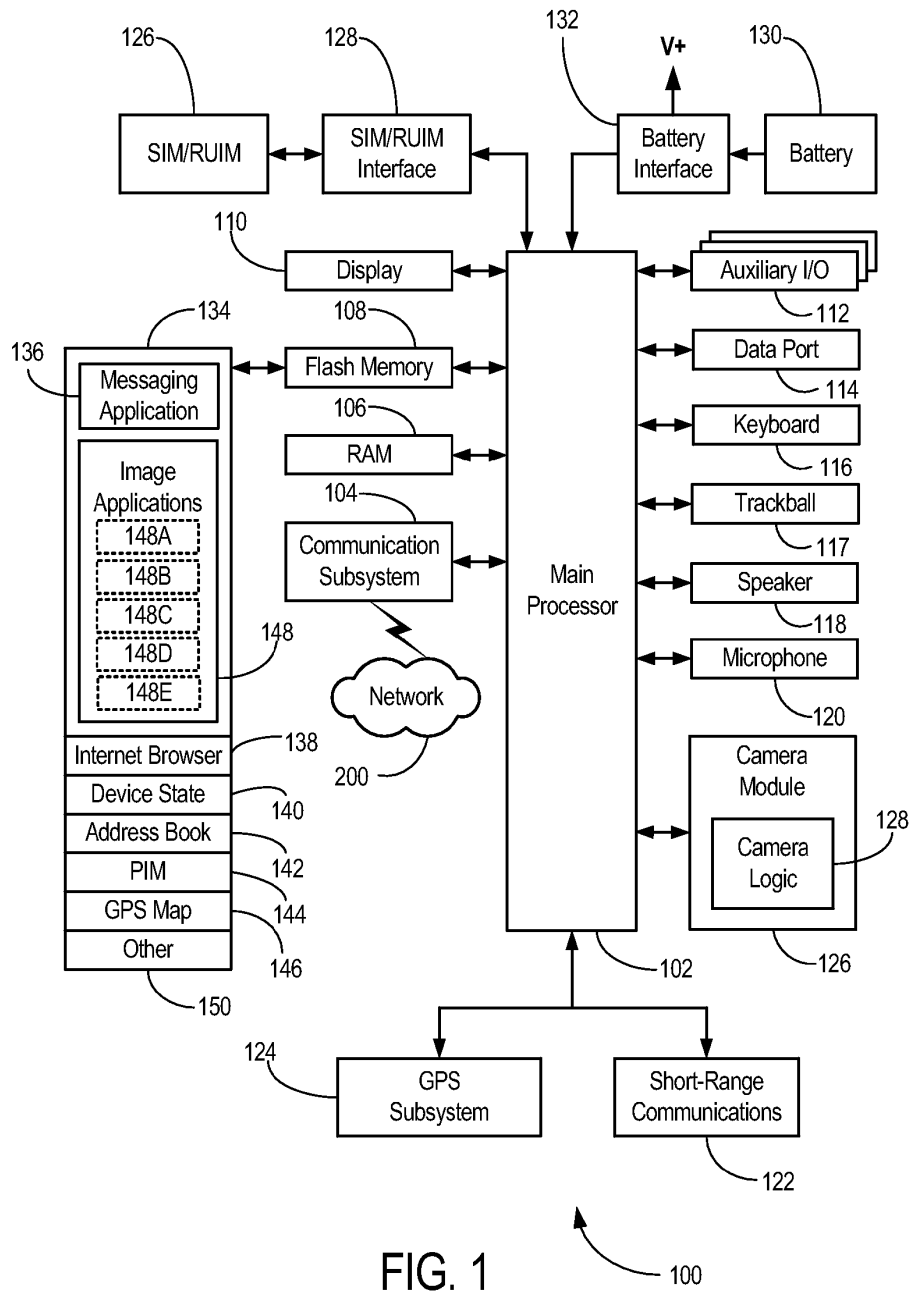 126
128
132
V+
130
SIM/RUIM
SIM/RUIM
Interface
Battery
Interface
Battery
110
Display
Auxiliary I/O
112
134
108
136
Messaging
Application
Flash Memory
Data Port
114
106
RAM
Keyboard
116
Image
Applications
148A
148B
148C
148D
148E
148
104
Communication
Subsystem
Main
Processor
Trackball
117
Speaker
118
Network
200
Microphone
120
Internet Browser
138
Device State
140
Address Book
142
PIM
144
GPS Map
146
Other
150
Camera
Module
Camera
Logic
128
126
102
124
GPS
Subsystem
Short-Range
Communications
122
FIG. 1
100